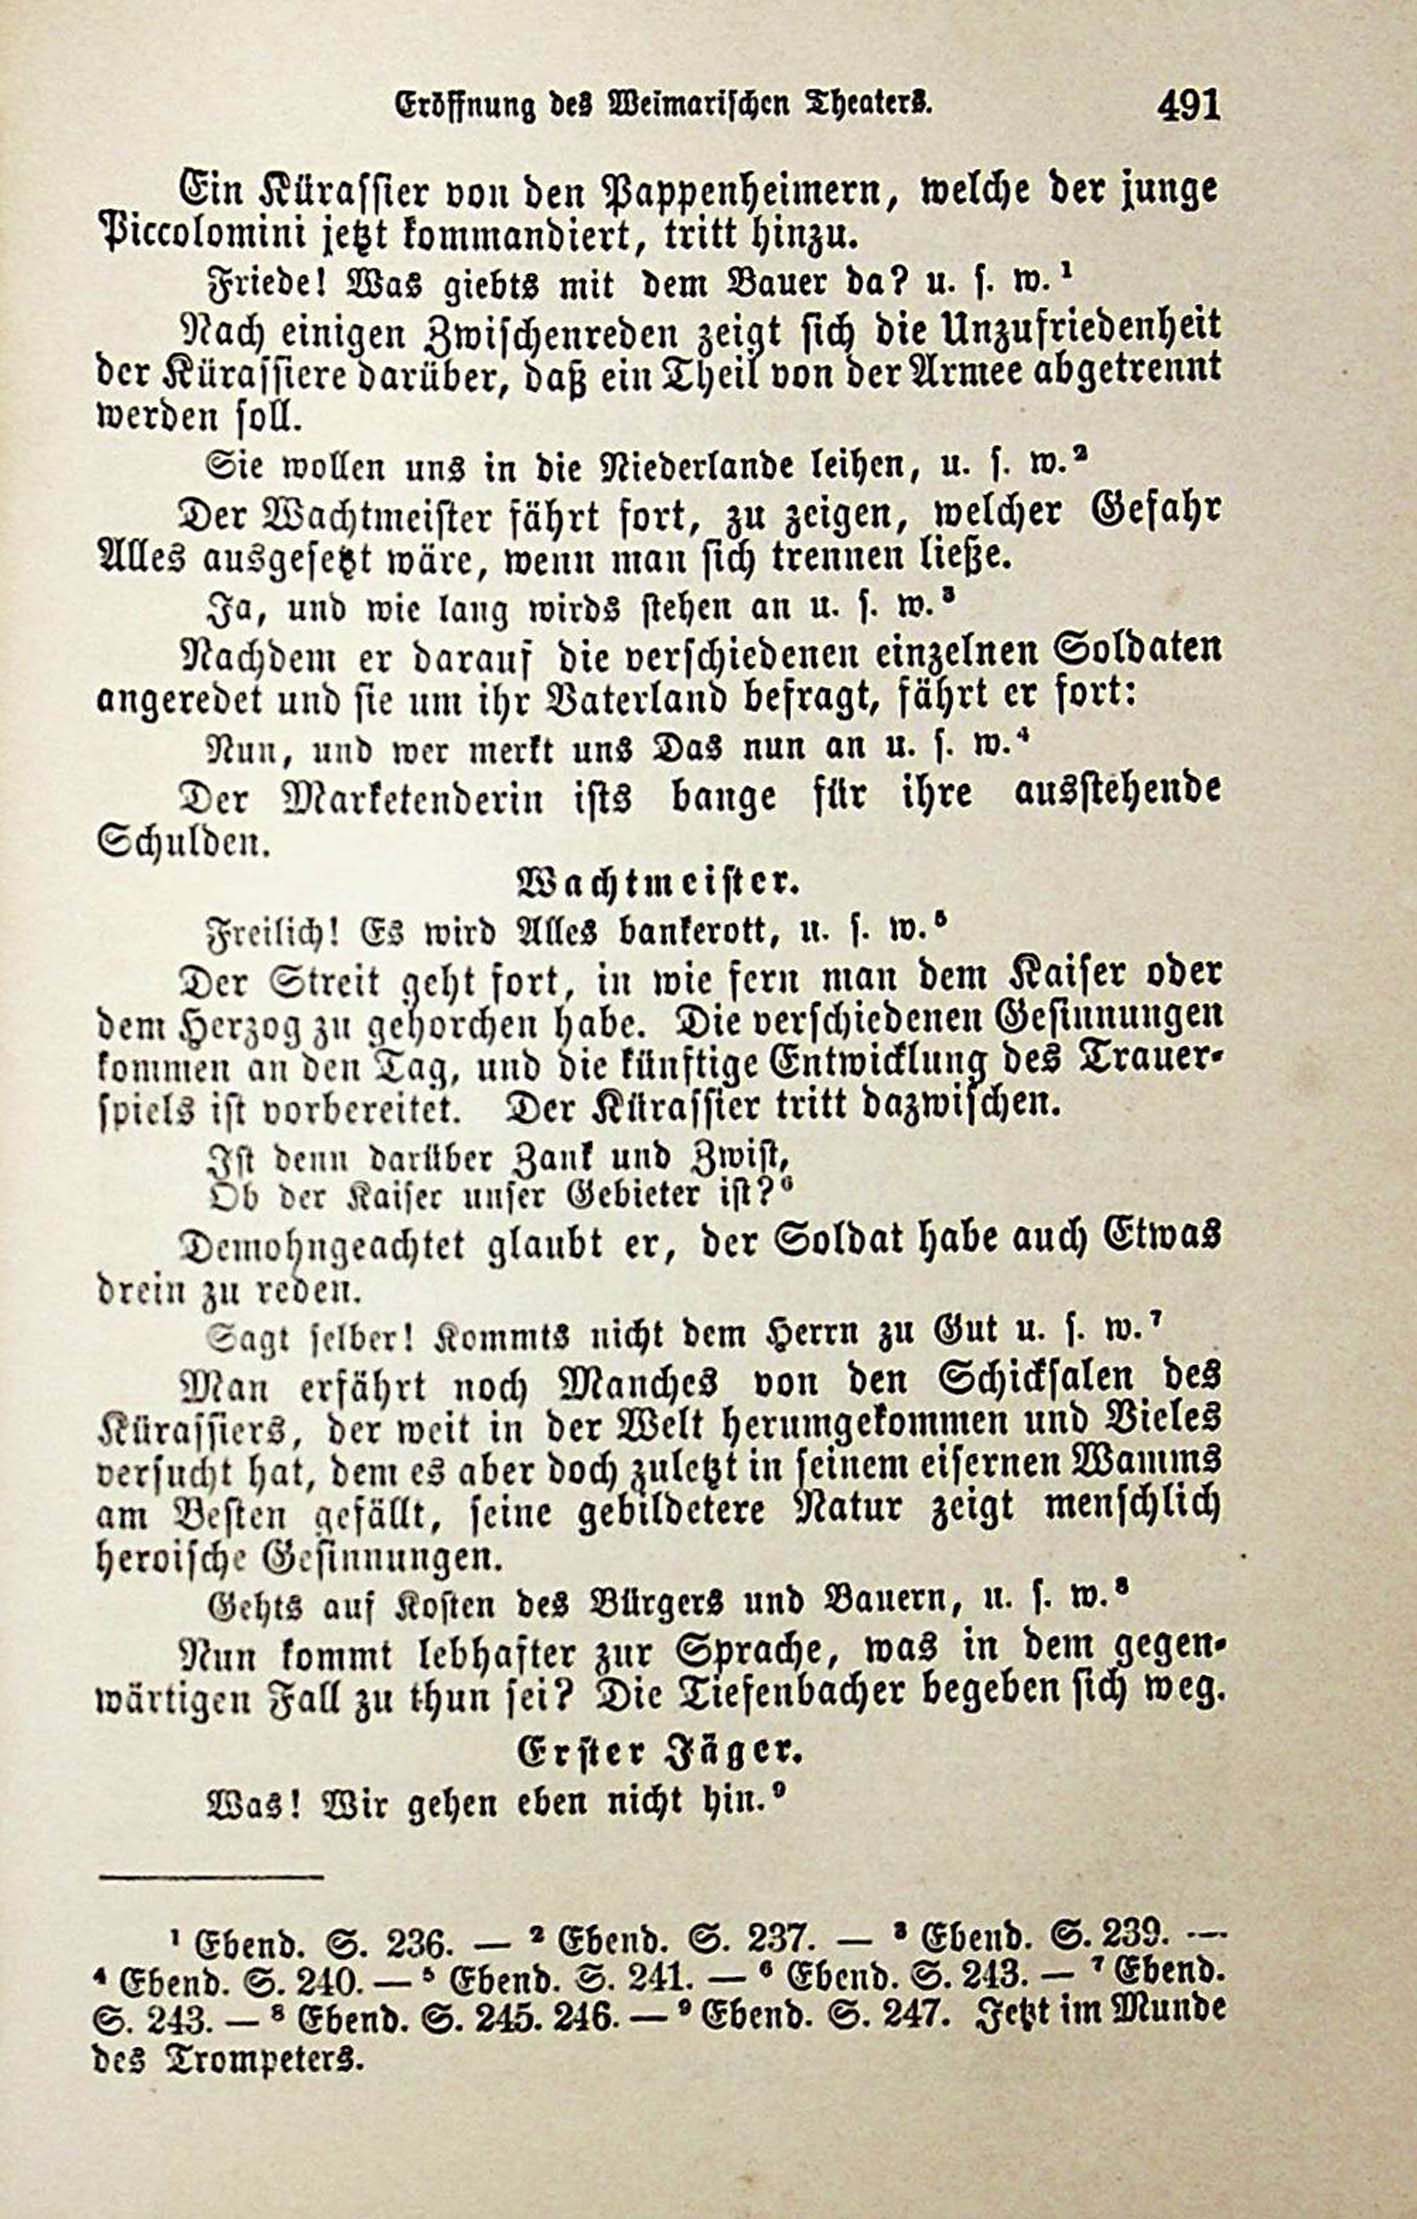 Eröffnung des Weimarischen Theaters. 491
Ein Kürassier von den Pappenheimern, welche der junge
Piccolomini jetzt kommandiert, tritt hinzu.
Friede! Was giebts mit dem Bauer da? u. s. w.¹
Nach einigen Zwischenreden zeigt sich die Unzufriedenheit
der Kürassiere darüber, daß ein Theil von der Armee abgetrennt
werden soll.
Sie wollen uns in die Niederlande leihen, u. s. w.²
Der Wachtmeister fährt fort, zu zeigen, welcher Gefahr
Alles ausgesetzt wäre, wenn man sich trennen ließe.
Ja, und wie lang wirds stehen an u. s. w.³
Nachdem er darauf die verschiedenen einzelnen Soldaten
angeredet und sie um ihr Vaterland befragt, fährt er fort:
Nun, und wer merkt uns Das nun an u. s. w.⁴
Der Marketenderin ists bange für ihre ausstehende
Schulden.
Wachtmeister.
Freilich! Es wird Alles bankerott, u. s. w.⁵
Der Streit geht fort, in wie fern man dem Kaiser oder
dem Herzog zu gehorchen habe. Die verschiedenen Gesinnungen
kommen an den Tag, und die künftige Entwicklung des Trauer-
spiels ist vorbereitet. Der Kürassier tritt dazwischen.
Ist denn darüber Zank und Zwist,
Ob der Kaiser unser Gebieter ist?⁶
Demohngeachtet glaubt er, der Soldat habe auch Etwas
drein zu reden.
Sagt selber! Kommts nicht dem Herrn zu Gut u. s. w.⁷
Man erfährt noch Manches von den Schicksalen des
Kürassiers, der weit in der Welt herumgekommen und Vieles
versucht hat, dem es aber doch zuletzt in seinem eisernen Wamms
am Besten gefällt, seine gebildetere Natur zeigt menschlich
heroische Gesinnungen.
Gehts auf Kosten des Bürgers und Bauern, u. s. w.⁸
Nun kommt lebhafter zur Sprache, was in dem gegen-
wärtigen Fall zu thun sei? Die Tiefenbacher begeben sich weg.
Erster Jäger.
Was! Wir gehen eben nicht hin.⁹
¹ Ebend. S. 236. — ² Ebend. S. 237. — ³ Ebend. S. 239. —
⁴ Ebend. S. 240. — ⁵ Ebend. S. 241. — ⁶ Ebend. S. 243. — ⁷ Ebend.
S. 243. — ⁸ Ebend. S. 245. 246. — ⁹ Ebend. S. 247. Jetzt im Munde
des Trompeters.